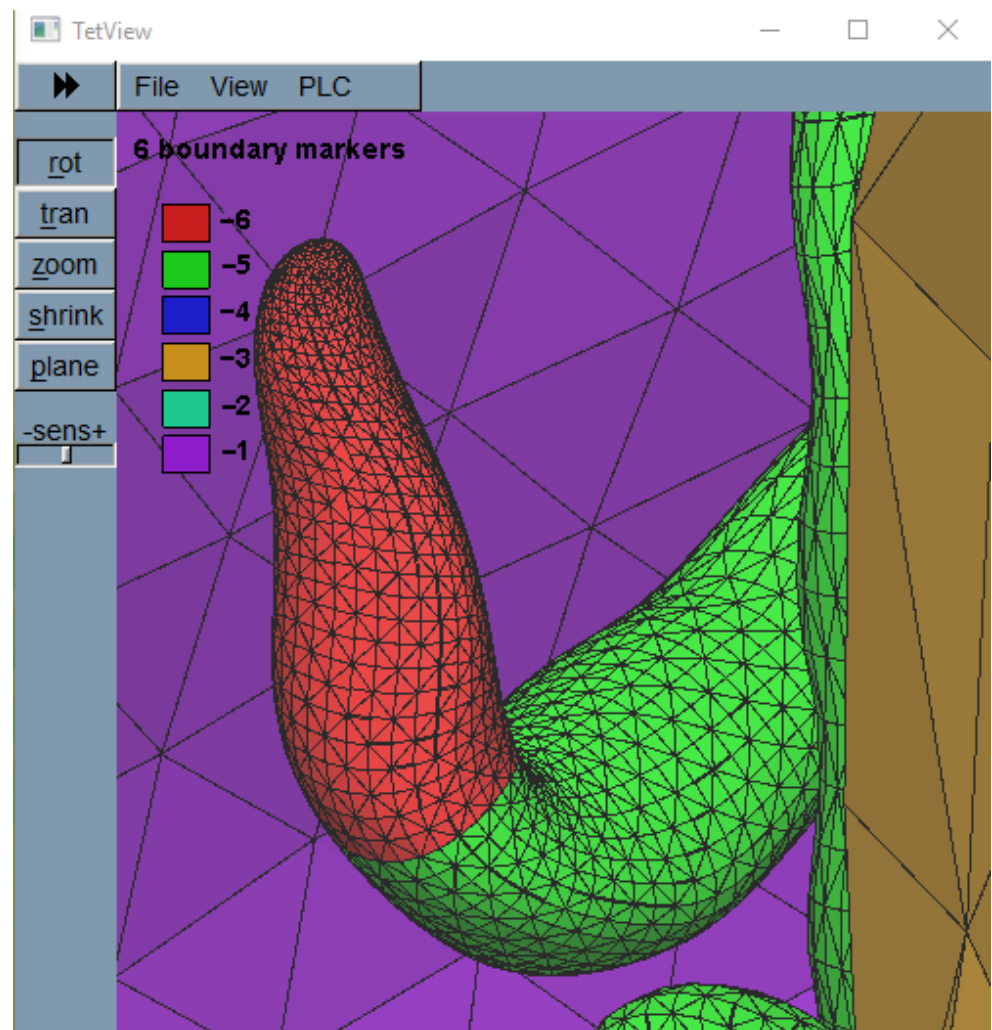 TetView
File View PLC
rot
tran
zoom
shrink
plane
-sens+
6 boundary markers
-6
-5
-4
-3
-2
-1